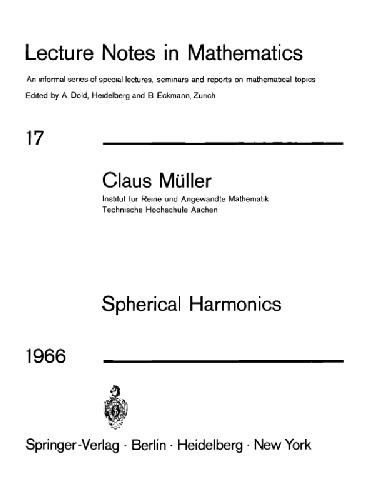 Lecture Notes in Mathematics
An informal series of special lectures, seminars and reports on mathematical topics
Edited by A. Dold, Heidelberg and B. Eckmann, Zürich
17
Claus Müller
Institut für Reine und Angewandte Mathematik
Technische Hochschule Aachen
Spherical Harmonics
1966
Springer-Verlag · Berlin · Heidelberg · New York